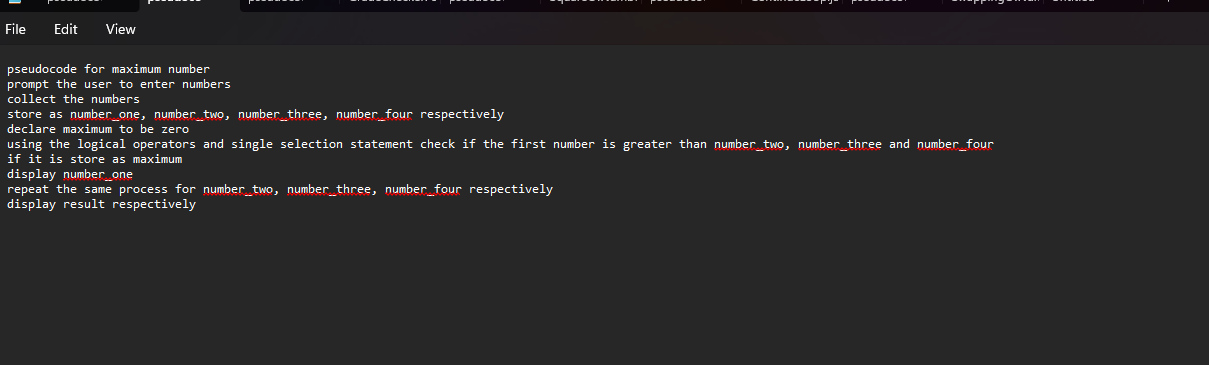 File Edit View
pseudocode for maximum number
prompt the user to enter numbers
collect the numbers
store as number_one, number_two, number_three, number_four respectively
declare maximum to be zero
using the logical operators and single selection statement check if the first number is greater than number_two, number_three and number_four
if it is store as maximum
display number_one
repeat the same process for number_two, number_three, number_four respectively
display result respectively